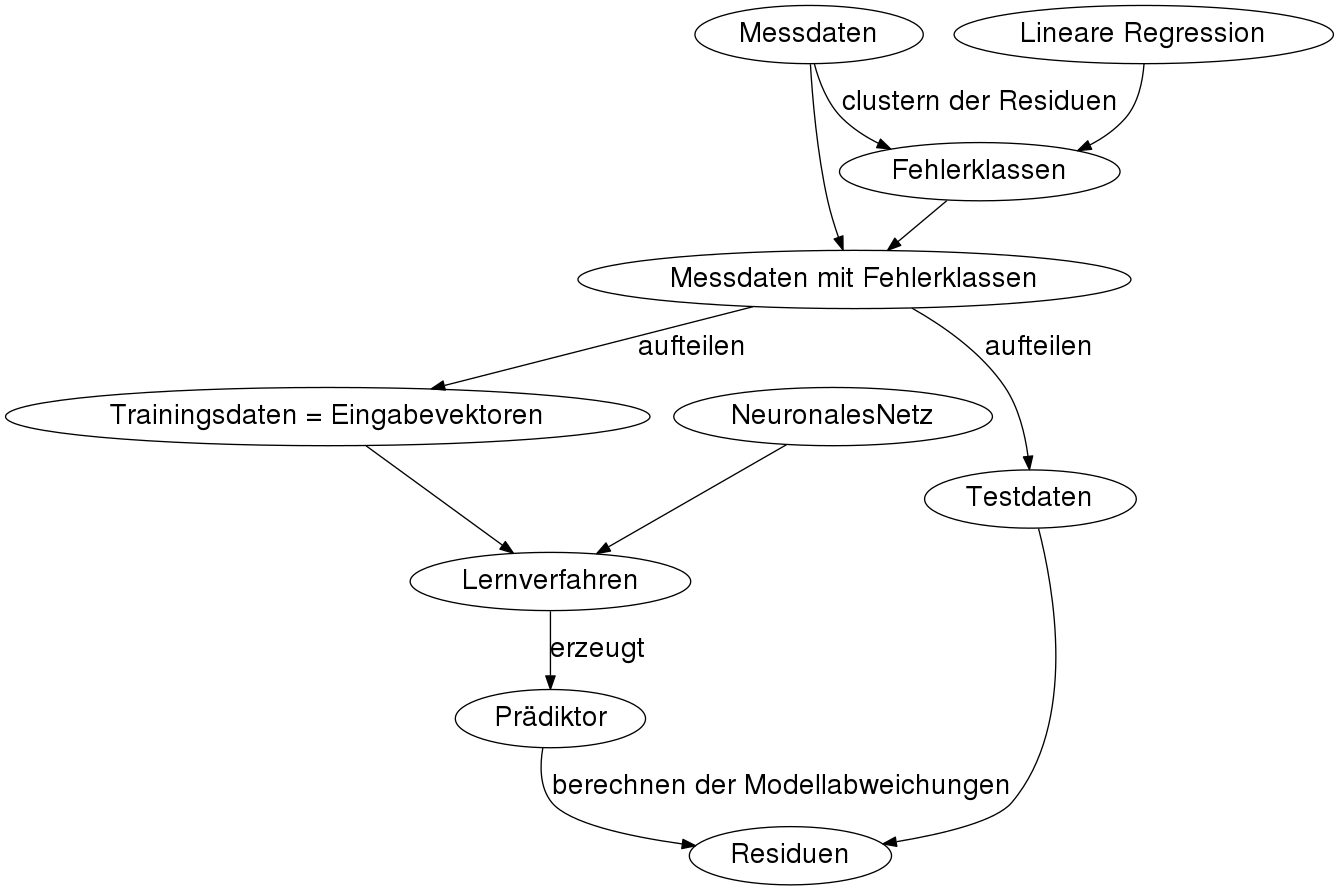 Messdaten
Lineare Regression
clustern der Residuen
Fehlerklassen
Messdaten mit Fehlerklassen
aufteilen
aufteilen
Trainingsdaten = Eingabevektoren
NeuronalesNetz
Testdaten
Lernverfahren
erzeugt
Prädiktor
berechnen der Modellabweichungen
Residuen